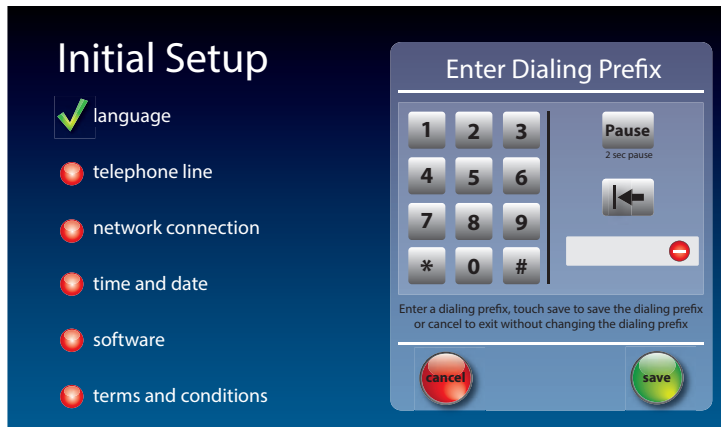 Initial Setup
language
telephone line
network connection
time and date
software
terms and conditions
Enter Dialing Prefix
1 2 3
Pause
2 sec pause
4 5 6
7 8 9
* 0 #
Enter a dialing prefix, touch save to save the dialing prefix
or cancel to exit without changing the dialing prefix
cancel
save